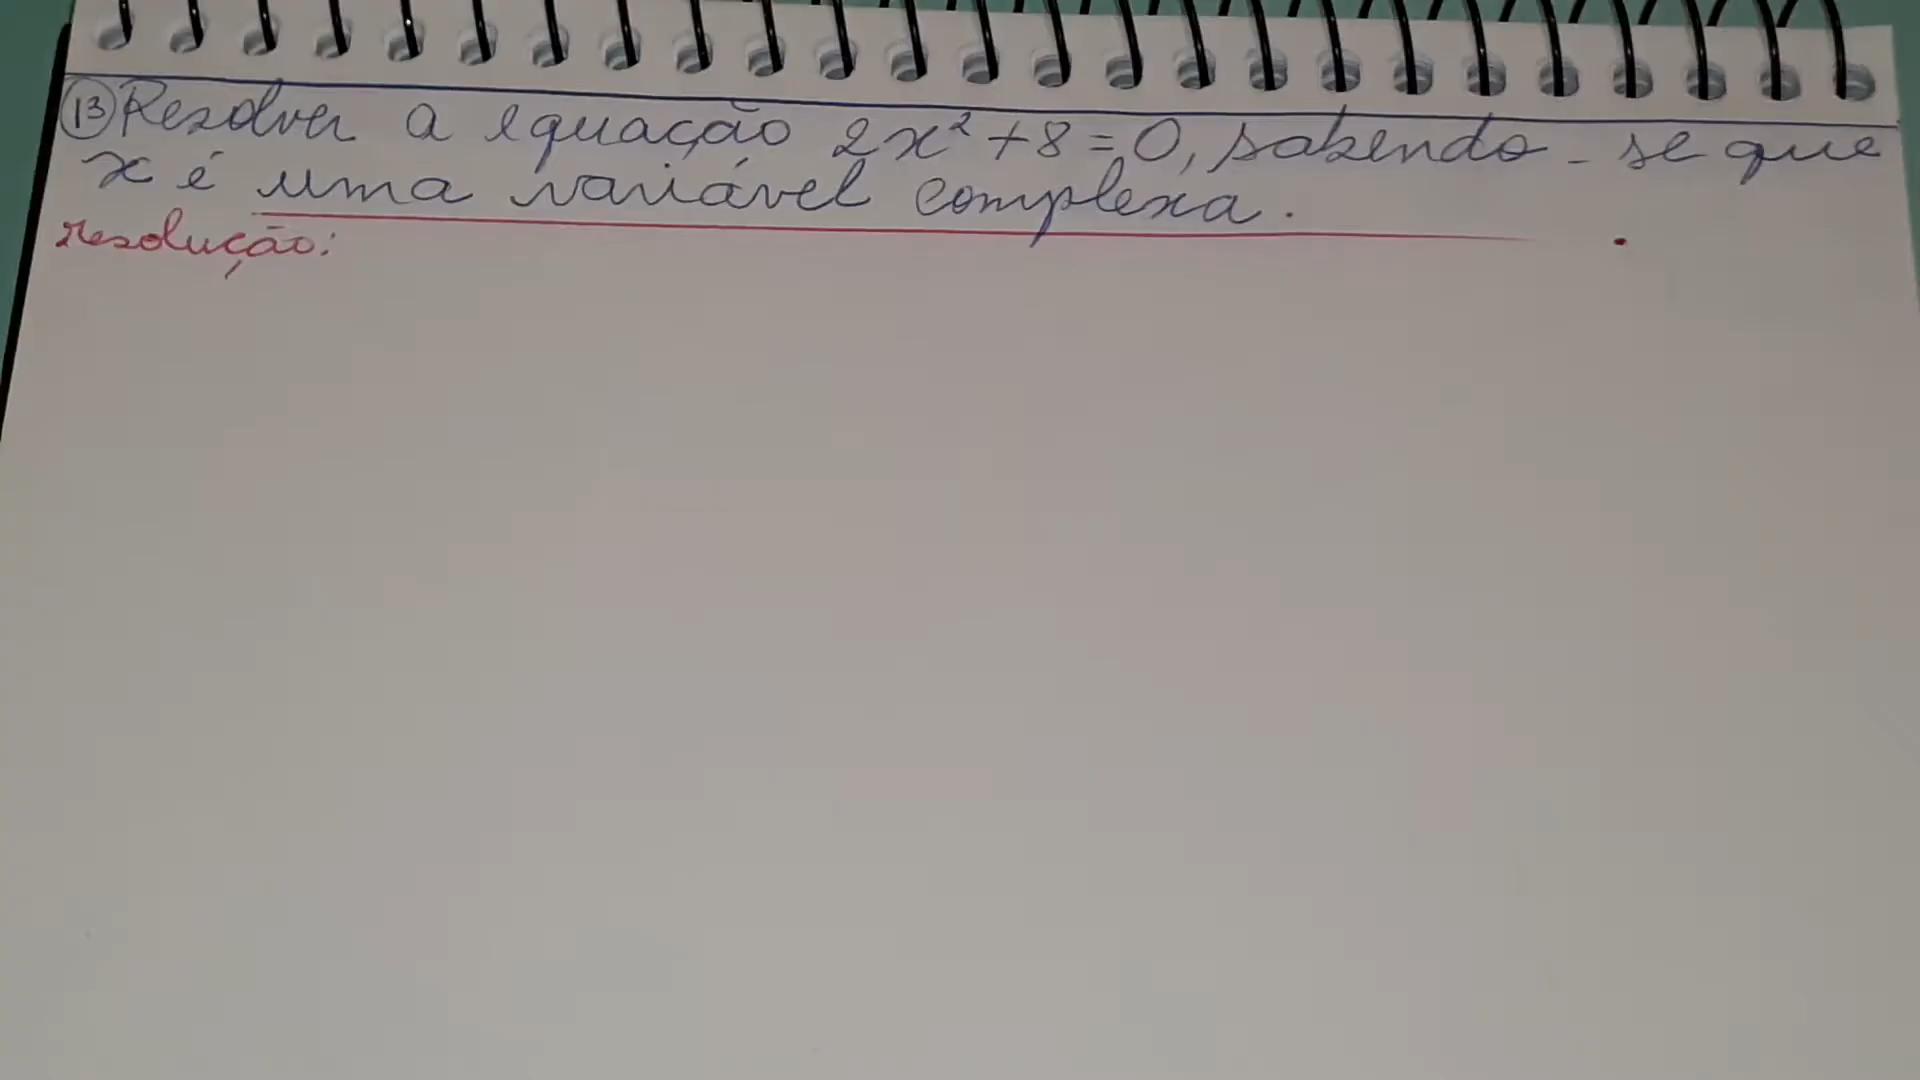 13 Resolver a equação 2x²+8=0, sabendo-se que
x é uma variável complexa.
resolução: